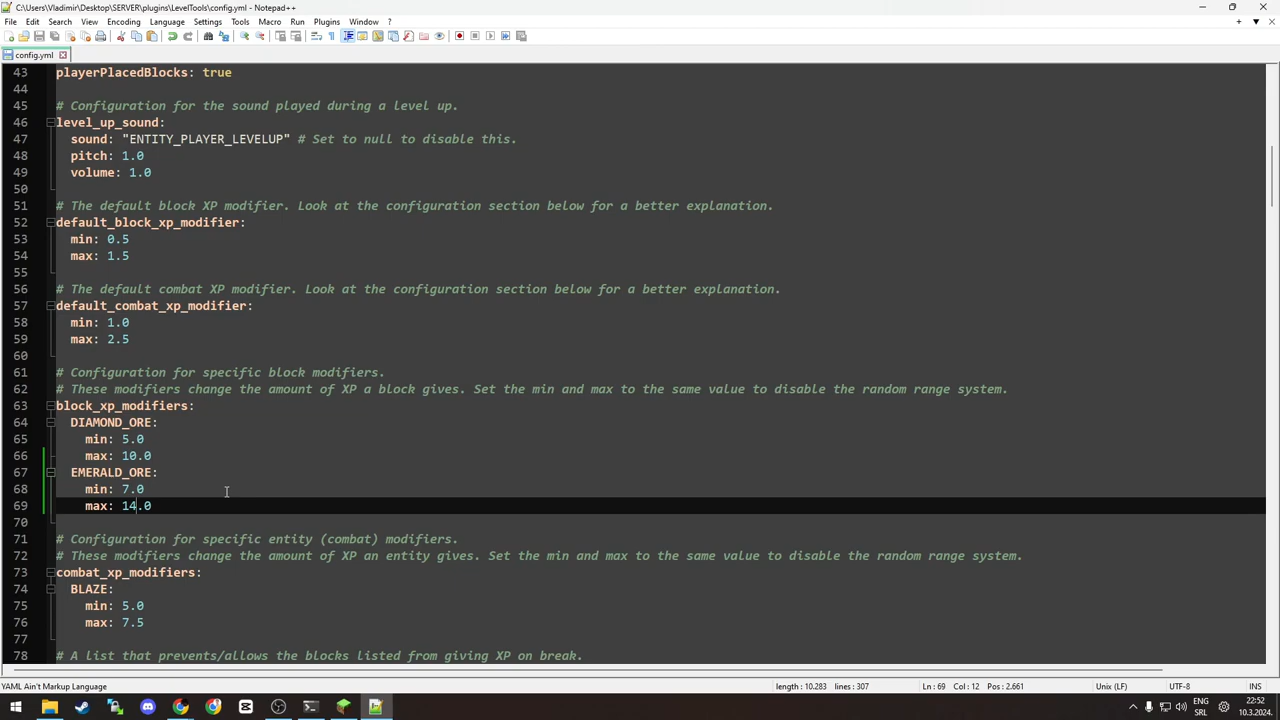 C:\Users\Vladimir\Desktop\SERVER\plugins\LevelTools\config.yml - Notepad++
File Edit Search View Encoding Language Settings Tools Macro Run Plugins Window ?
config.yml
43 playerPlacedBlocks: true
44
45 # Configuration for the sound played during a level up.
46 level_up_sound:
47 sound: "ENTITY_PLAYER_LEVELUP" # Set to null to disable this.
48 pitch: 1.0
49 volume: 1.0
50
51 # The default block XP modifier. Look at the configuration section below for a better explanation.
52 default_block_xp_modifier:
53 min: 0.5
54 max: 1.5
55
56 # The default combat XP modifier. Look at the configuration section below for a better explanation.
57 default_combat_xp_modifier:
58 min: 1.0
59 max: 2.5
60
61 # Configuration for specific block modifiers.
62 # These modifiers change the amount of XP a block gives. Set the min and max to the same value to disable the random range system.
63 block_xp_modifiers:
64 DIAMOND_ORE:
65 min: 5.0
66 max: 10.0
67 EMERALD_ORE:
68 min: 7.0
69 max: 14.0
70
71 # Configuration for specific entity (combat) modifiers.
72 # These modifiers change the amount of XP an entity gives. Set the min and max to the same value to disable the random range system.
73 combat_xp_modifiers:
74 BLAZE:
75 min: 5.0
76 max: 7.5
77
78 # A list that prevents/allows the blocks listed from giving XP on break.
YAML Ain't Markup Language length : 10.283 lines : 307 Ln : 69 Col : 12 Pos : 2.661 Unix (LF) UTF-8 INS
ENG 22:52
SRL 10.3.2024.